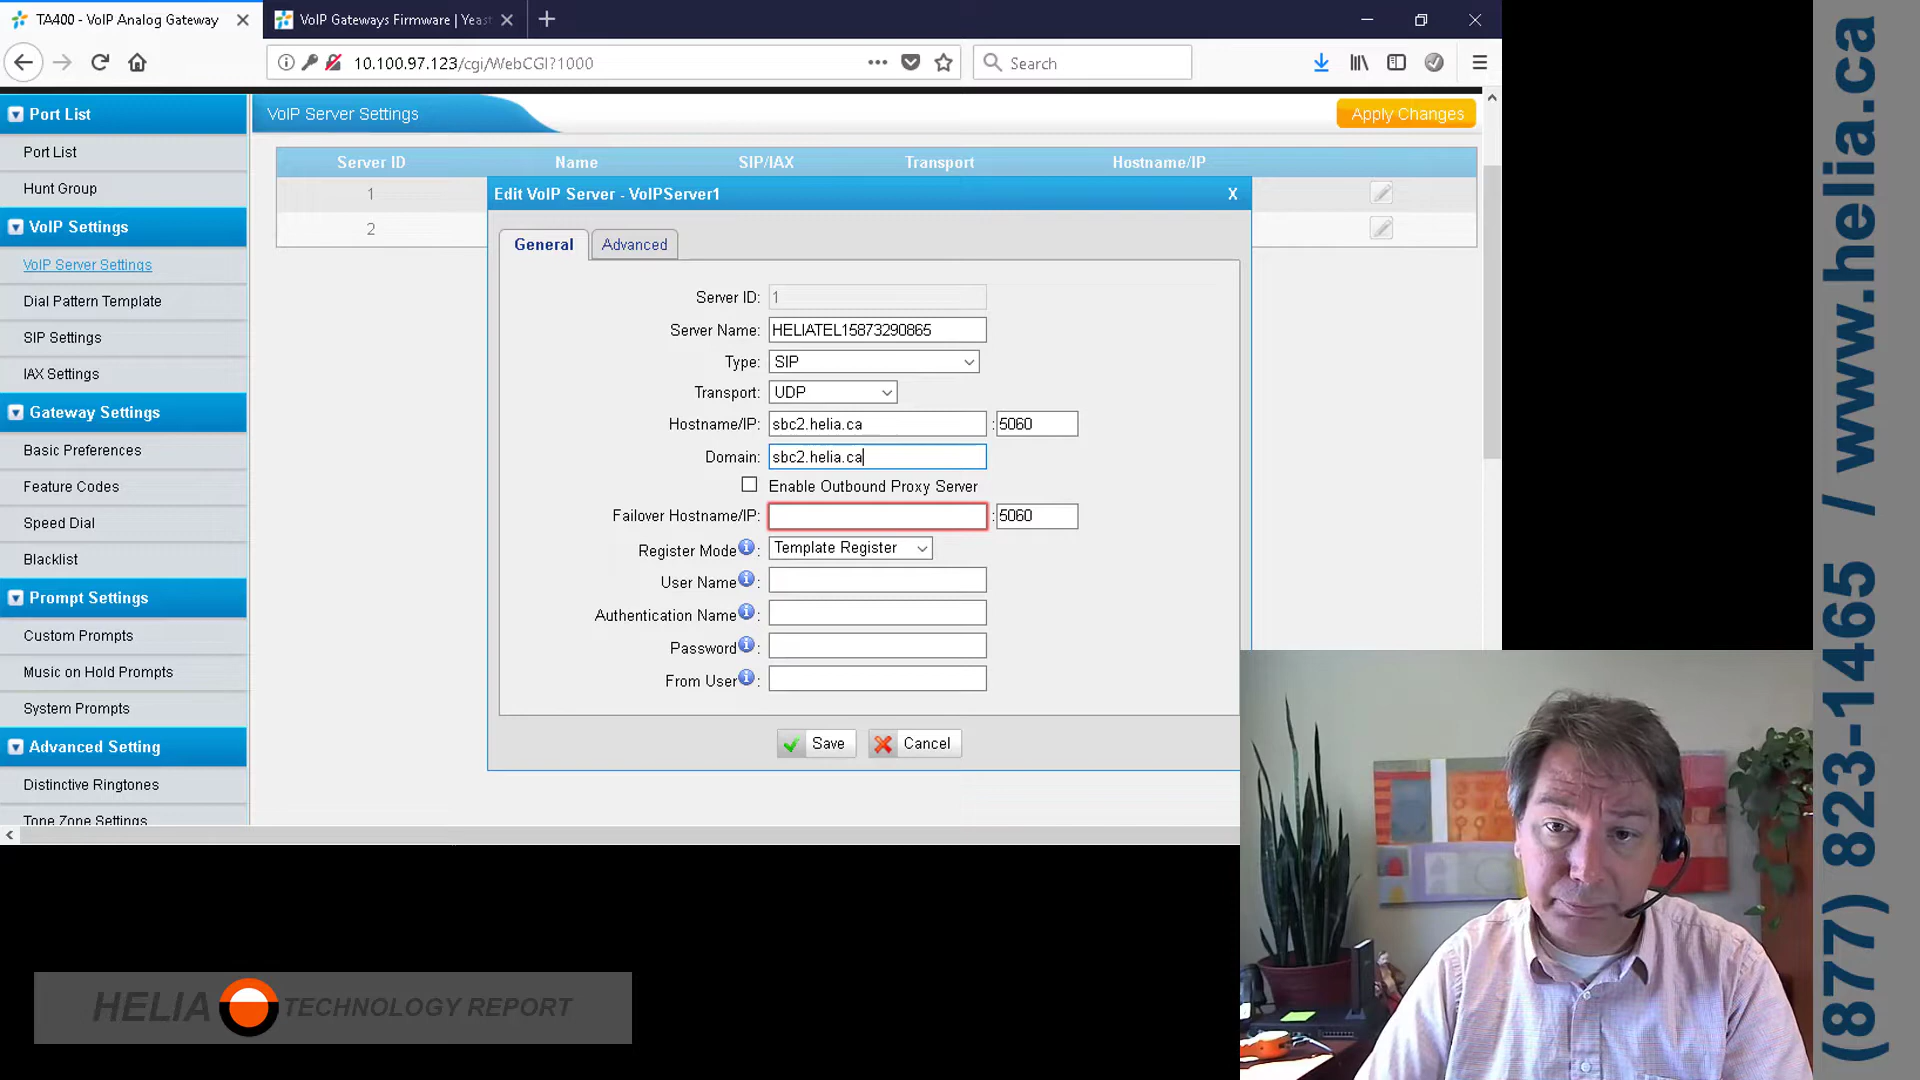 TA400 - VoIP Analog Gateway
VoIP Gateways Firmware | Yeast
10.100.97.123/cgi/WebCGI?1000
Search
Port List
VoIP Server Settings
Apply Changes
Port List
Server ID Name SIP/IAX Transport Hostname/IP
Hunt Group
1
Edit VoIP Server - VoIPServer1 X
VoIP Settings
2
General Advanced
VoIP Server Settings
Dial Pattern Template
SIP Settings
IAX Settings
Gateway Settings
Basic Preferences
Feature Codes
Speed Dial
Blacklist
Prompt Settings
Custom Prompts
Music on Hold Prompts
System Prompts
Advanced Setting
Distinctive Ringtones
Tone Zone Settings
Server ID: 1
Server Name: HELIATEL15873290865
Type: SIP
Transport: UDP
Hostname/IP: sbc2.helia.ca : 5060
Domain: sbc2.helia.ca
Enable Outbound Proxy Server
Failover Hostname/IP: : 5060
Register Mode : Template Register
User Name :
Authentication Name :
Password :
From User :
Save Cancel
HELIA TECHNOLOGY REPORT
(877) 823-1465 / www.helia.ca